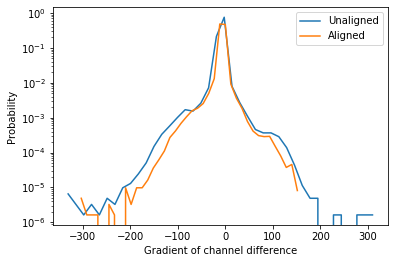 Unaligned
Aligned
10⁰
10⁻¹
10⁻²
10⁻³
10⁻⁴
10⁻⁵
10⁻⁶
Probability
−300 −200 −100 0 100 200 300
Gradient of channel difference